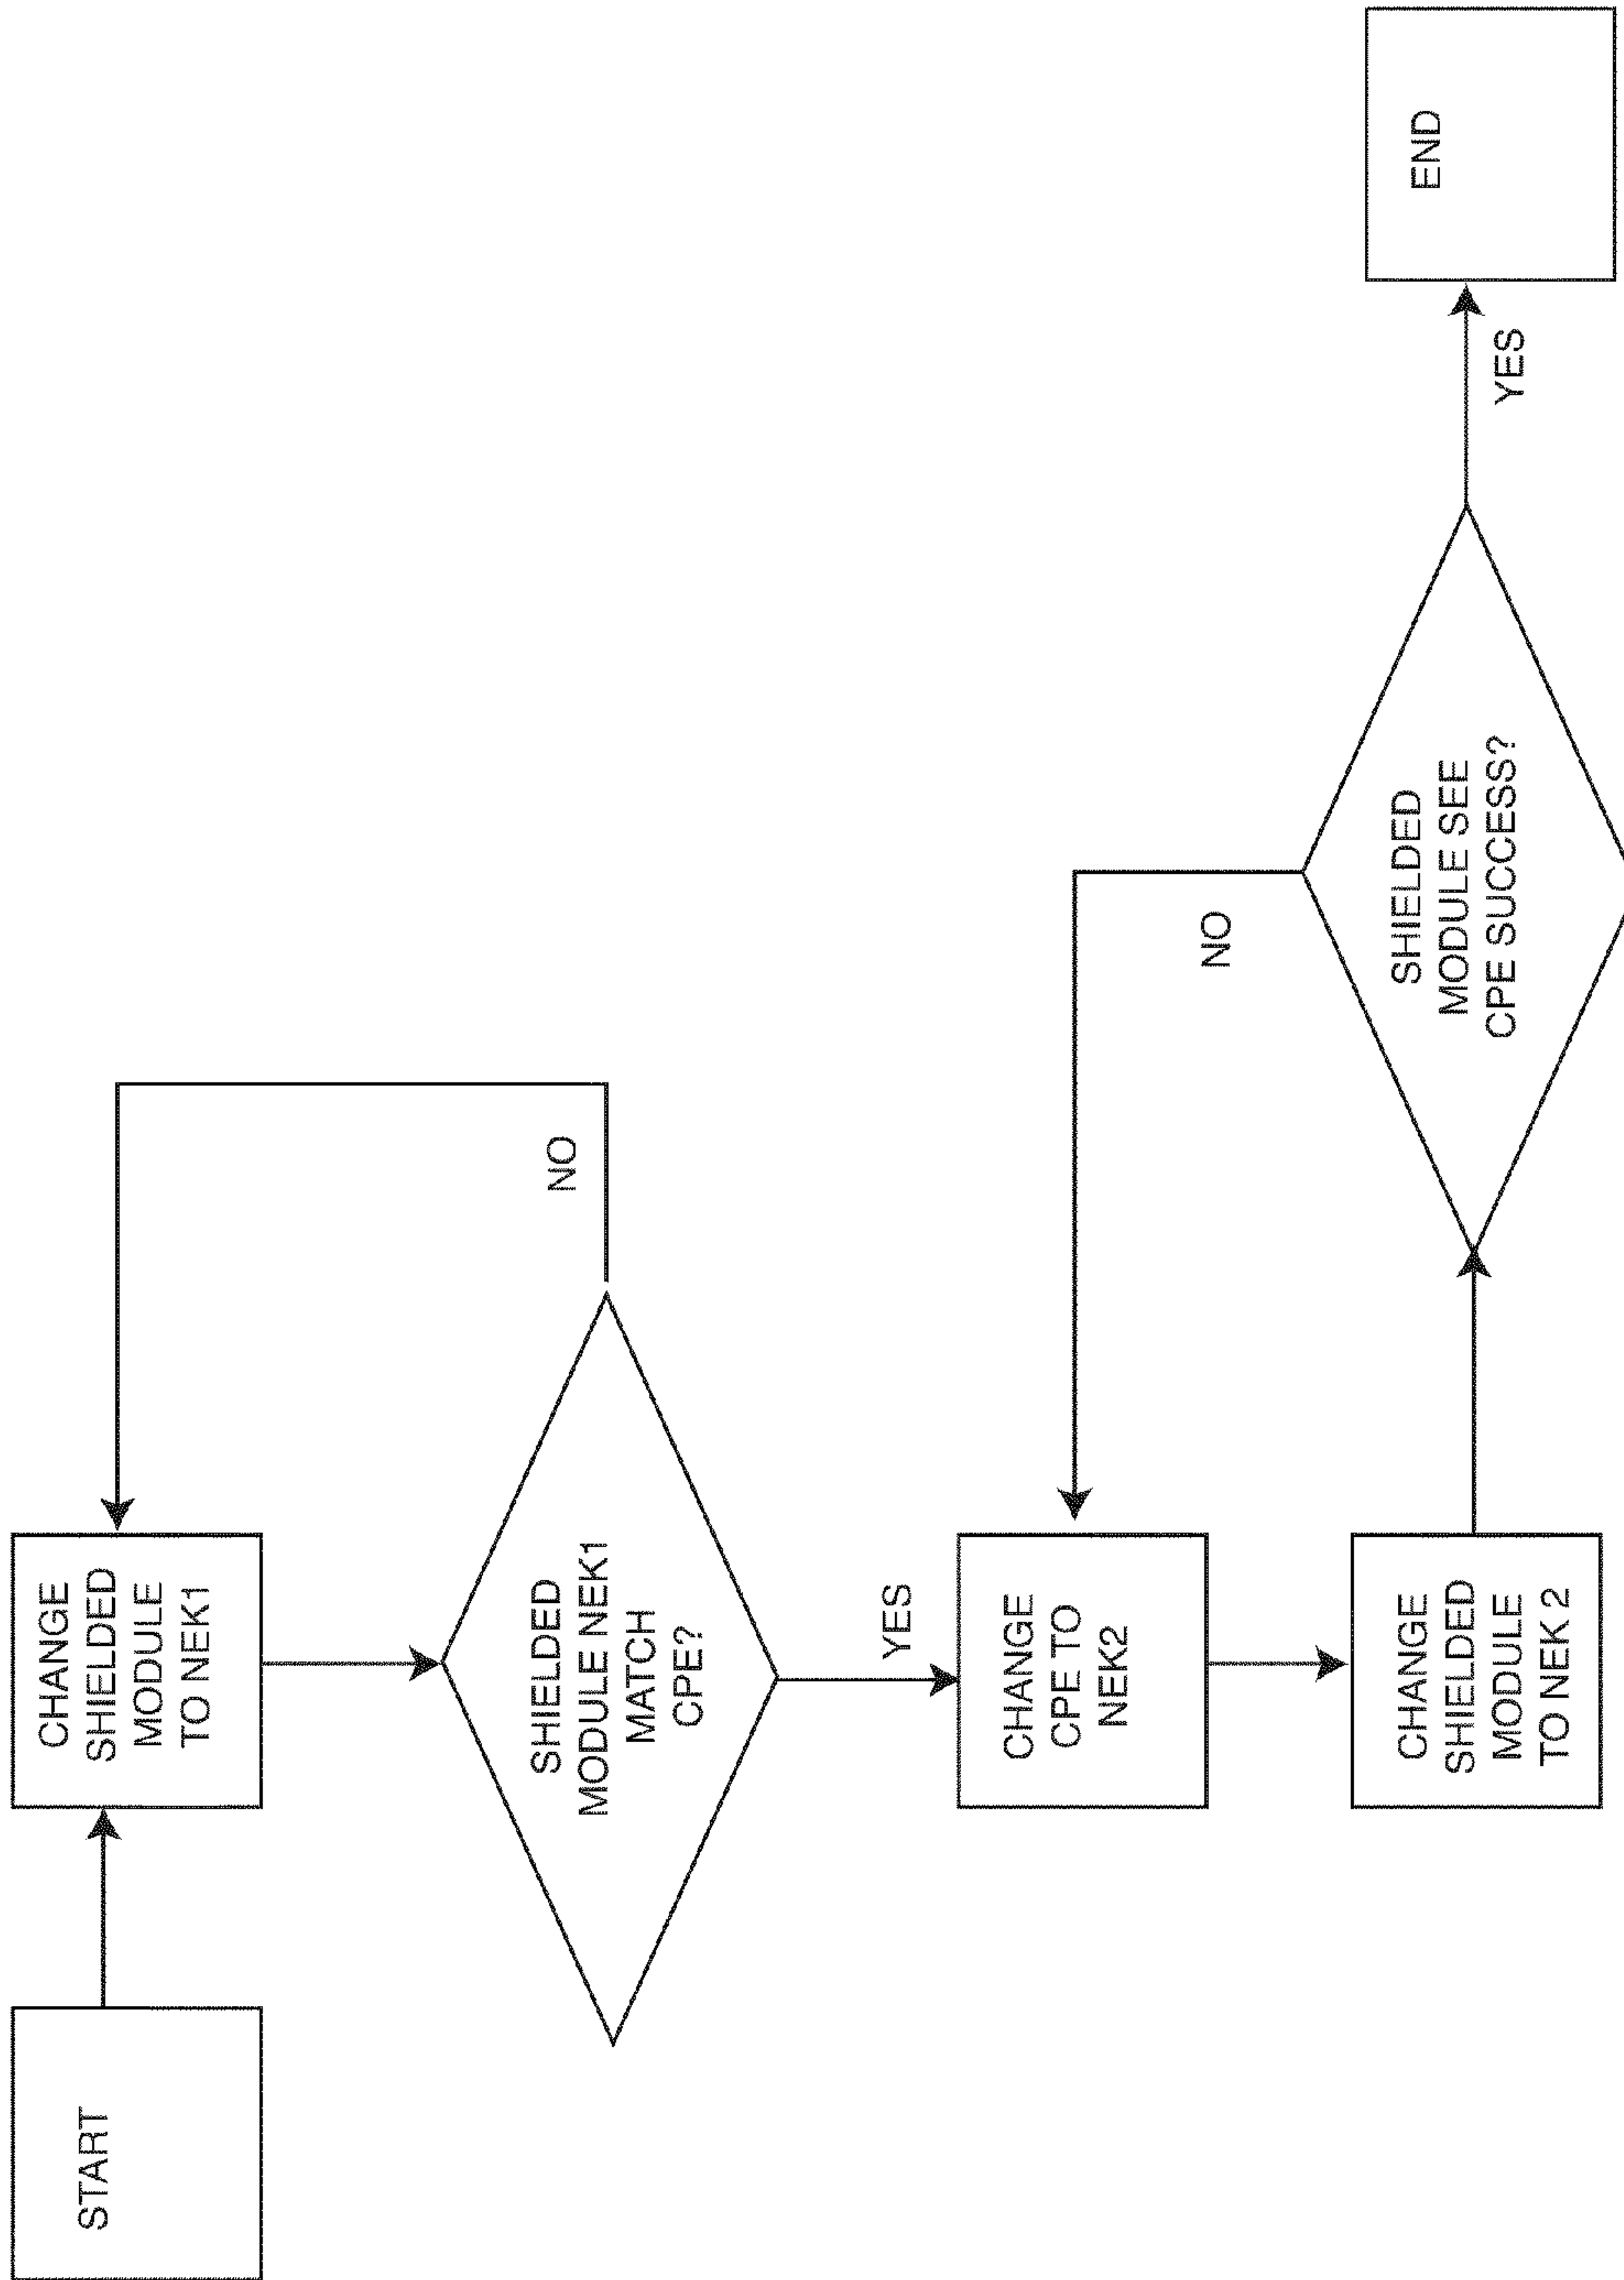 START
CHANGE
SHIELDED
MODULE
TO NEK1
SHIELDED
MODULE NEK1
MATCH
CPE?
NO
YES
CHANGE
CPE TO
NEK2
CHANGE
SHIELDED
MODULE
TO NEK 2
SHIELDED
MODULE SEE
CPE SUCCESS?
NO
YES
END